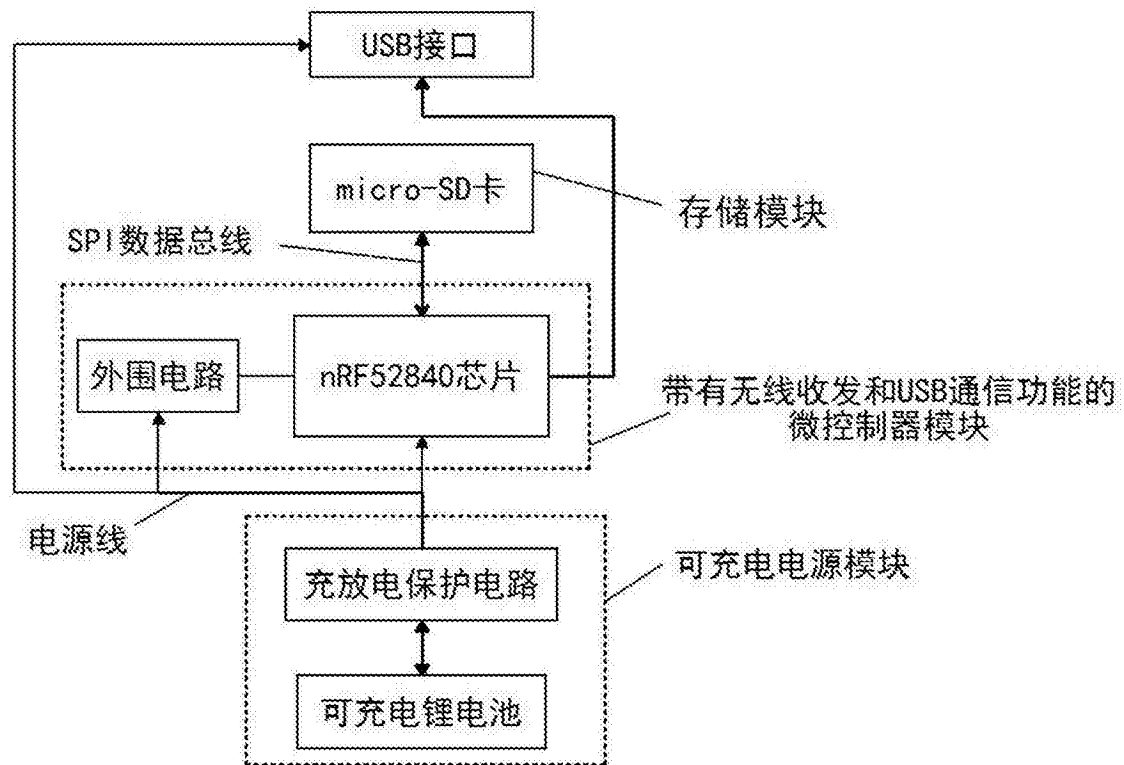 USB接口
micro-SD卡
存储模块
SPI数据总线
外围电路
nRF52840芯片
带有无线收发和USB通信功能的
微控制器模块
电源线
充放电保护电路
可充电电源模块
可充电锂电池